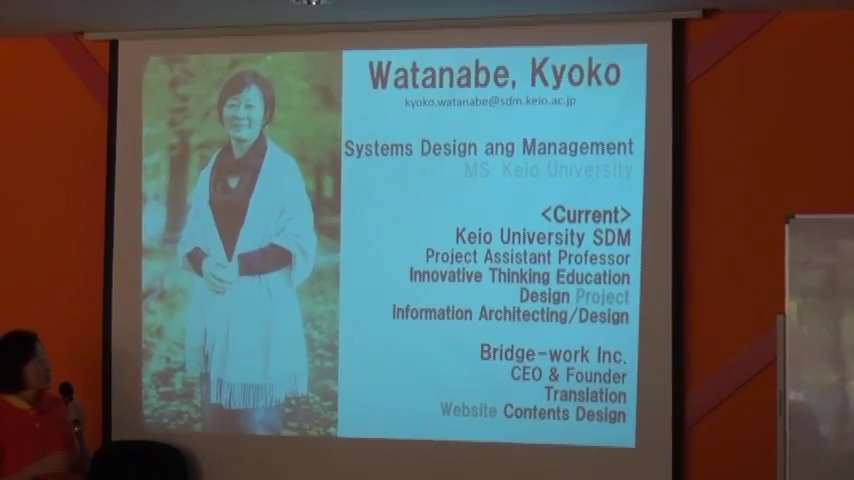 Watanabe, Kyoko
kyoko.watanabe@sdm.keio.ac.jp
Systems Design ang Management
MS. Keio University
<Current>
Keio University SDM
Project Assistant Professor
Innovative Thinking Education
Design Project
Information Architecting/Design
Bridge-work Inc.
CEO & Founder
Translation
Website Contents Design